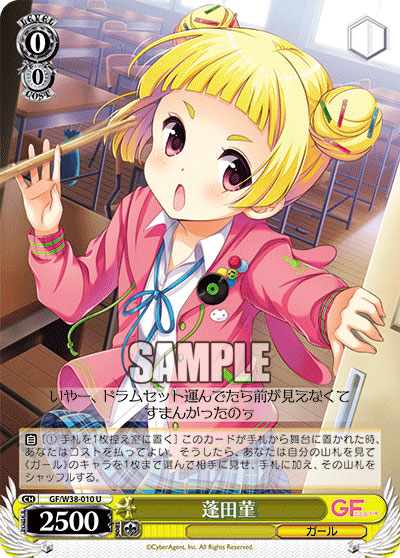 LEVEL
0
0
COST
SAMPLE
いやー、ドラムセット運んでたら前が見えなくて
すまんかったのぅ
自 [① 手札を1枚控え室に置く] このカードが手札から舞台に置かれた時、
あなたはコストを払ってよい。そうしたら、あなたは自分の山札を見て
《ガール》のキャラを1枚まで選んで相手に見せ、手札に加え、その山札を
シャッフルする。
CH GF/W38-010 U
2500
蓬田菫
GF
ガール
©CyberAgent, Inc. All Rights Reserved.